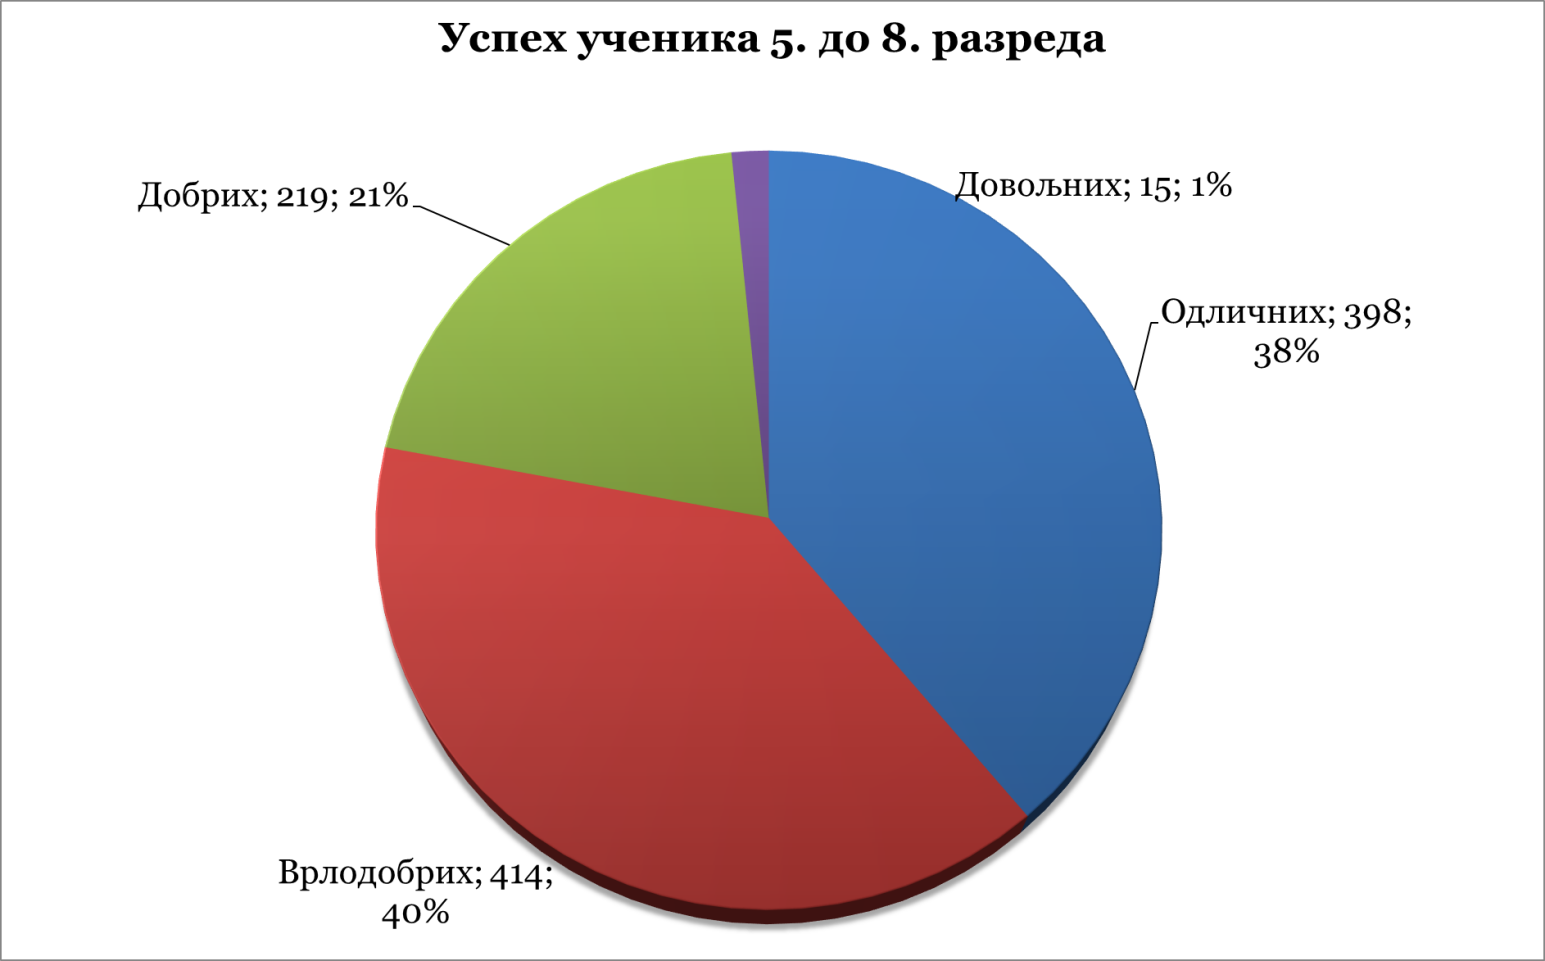 Успех ученика 5. до 8. разреда
Довољних; 15; 1%
Добрих; 219; 21%
Одличних; 398;
38%
Врлодобрих; 414;
40%